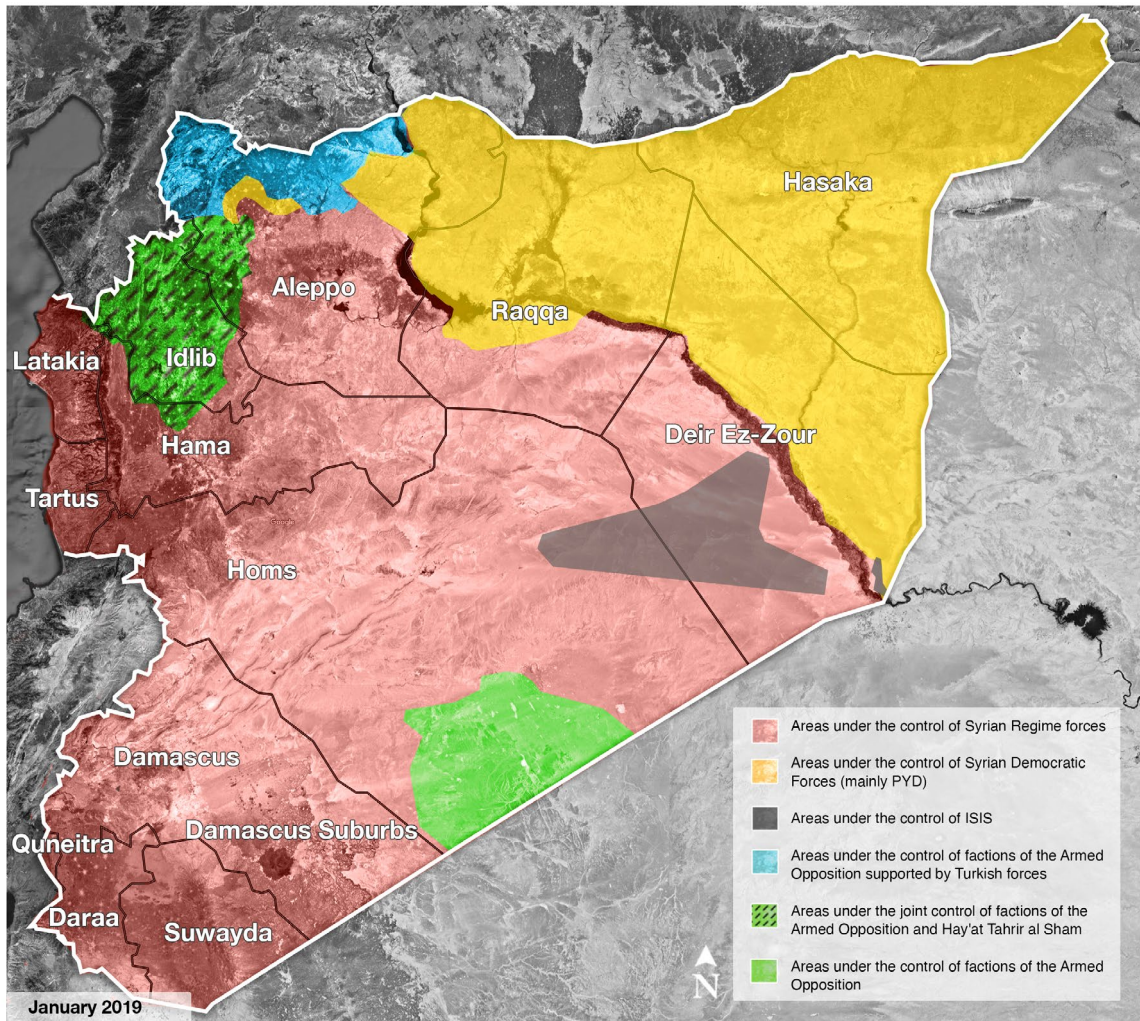 Hasaka
Aleppo
Raqqa
Latakia
Idlib
Deir Ez-Zour
Hama
Tartus
Google
Homs
Damascus
Damascus Suburbs
Quneitra
Daraa
Suwayda
Areas under the control of Syrian Regime forces
Areas under the control of Syrian Democratic
Forces (mainly PYD)
Areas under the control of ISIS
Areas under the control of factions of the Armed
Opposition supported by Turkish forces
Areas under the joint control of factions of the
Armed Opposition and Hay'at Tahrir al Sham
Areas under the control of factions of the Armed
Opposition
N
January 2019